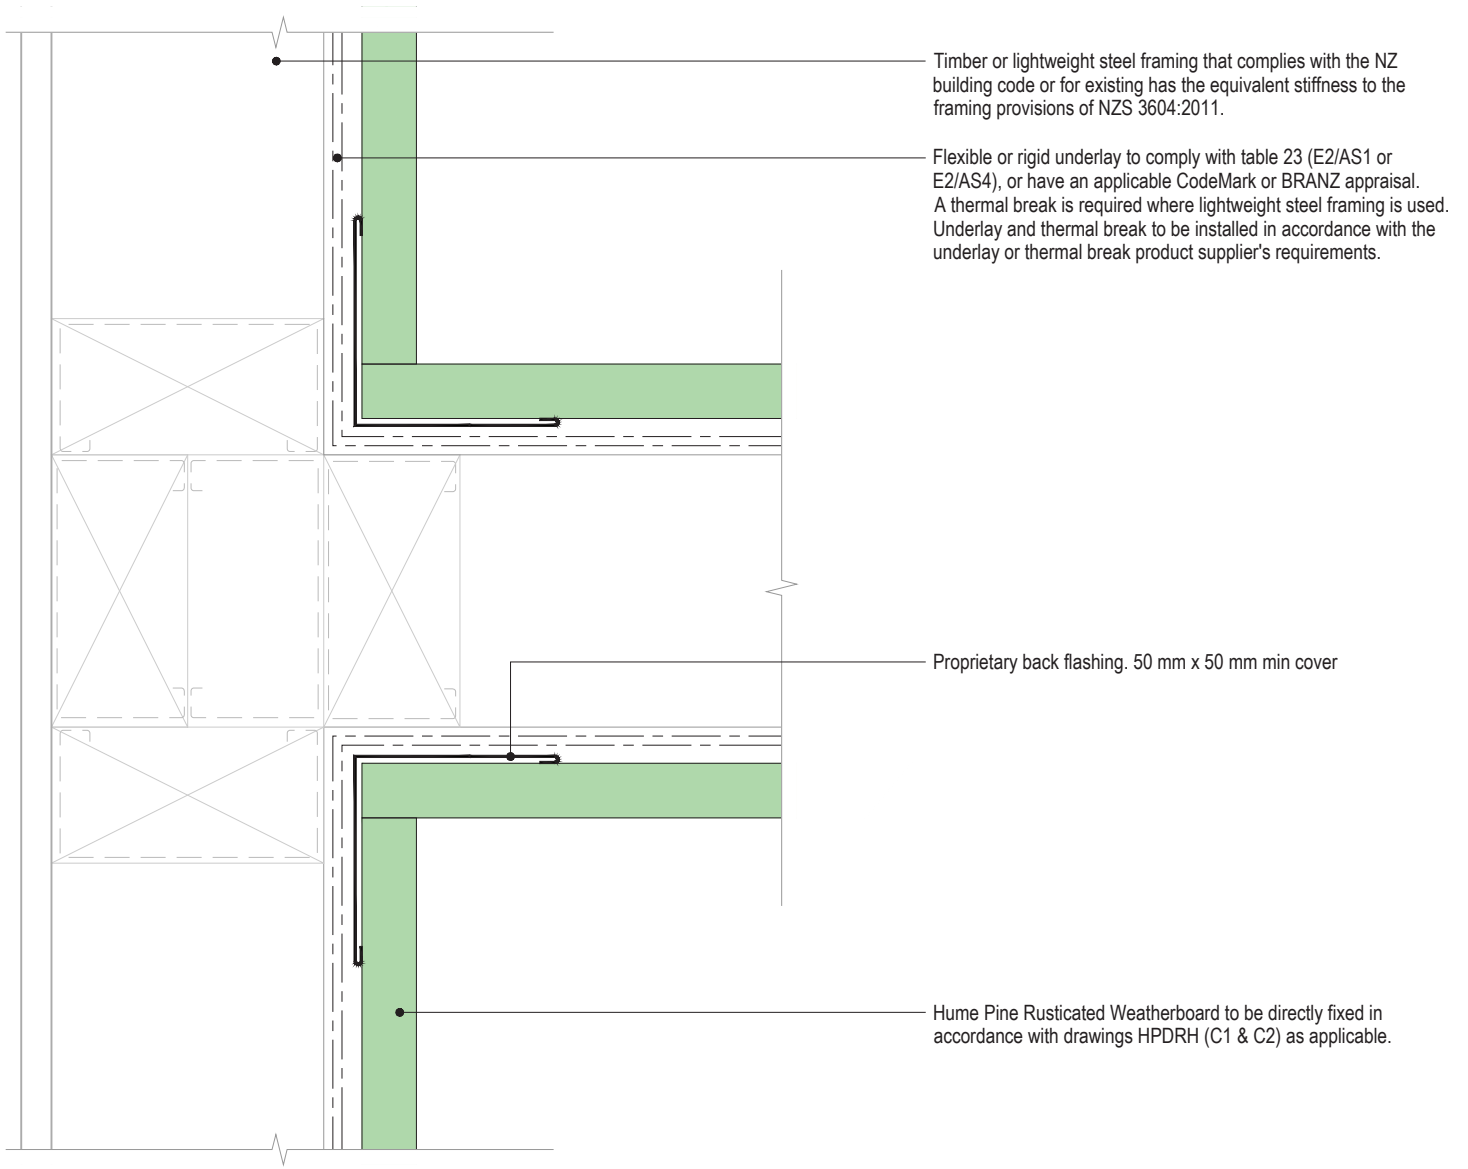 Timber or lightweight steel framing that complies with the NZ
building code or for existing has the equivalent stiffness to the
framing provisions of NZS 3604:2011.
Flexible or rigid underlay to comply with table 23 (E2/AS1 or
E2/AS4), or have an applicable CodeMark or BRANZ appraisal.
A thermal break is required where lightweight steel framing is used.
Underlay and thermal break to be installed in accordance with the
underlay or thermal break product supplier's requirements.
Proprietary back flashing. 50 mm x 50 mm min cover
Hume Pine Rusticated Weatherboard to be directly fixed in
accordance with drawings HPDRH (C1 & C2) as applicable.